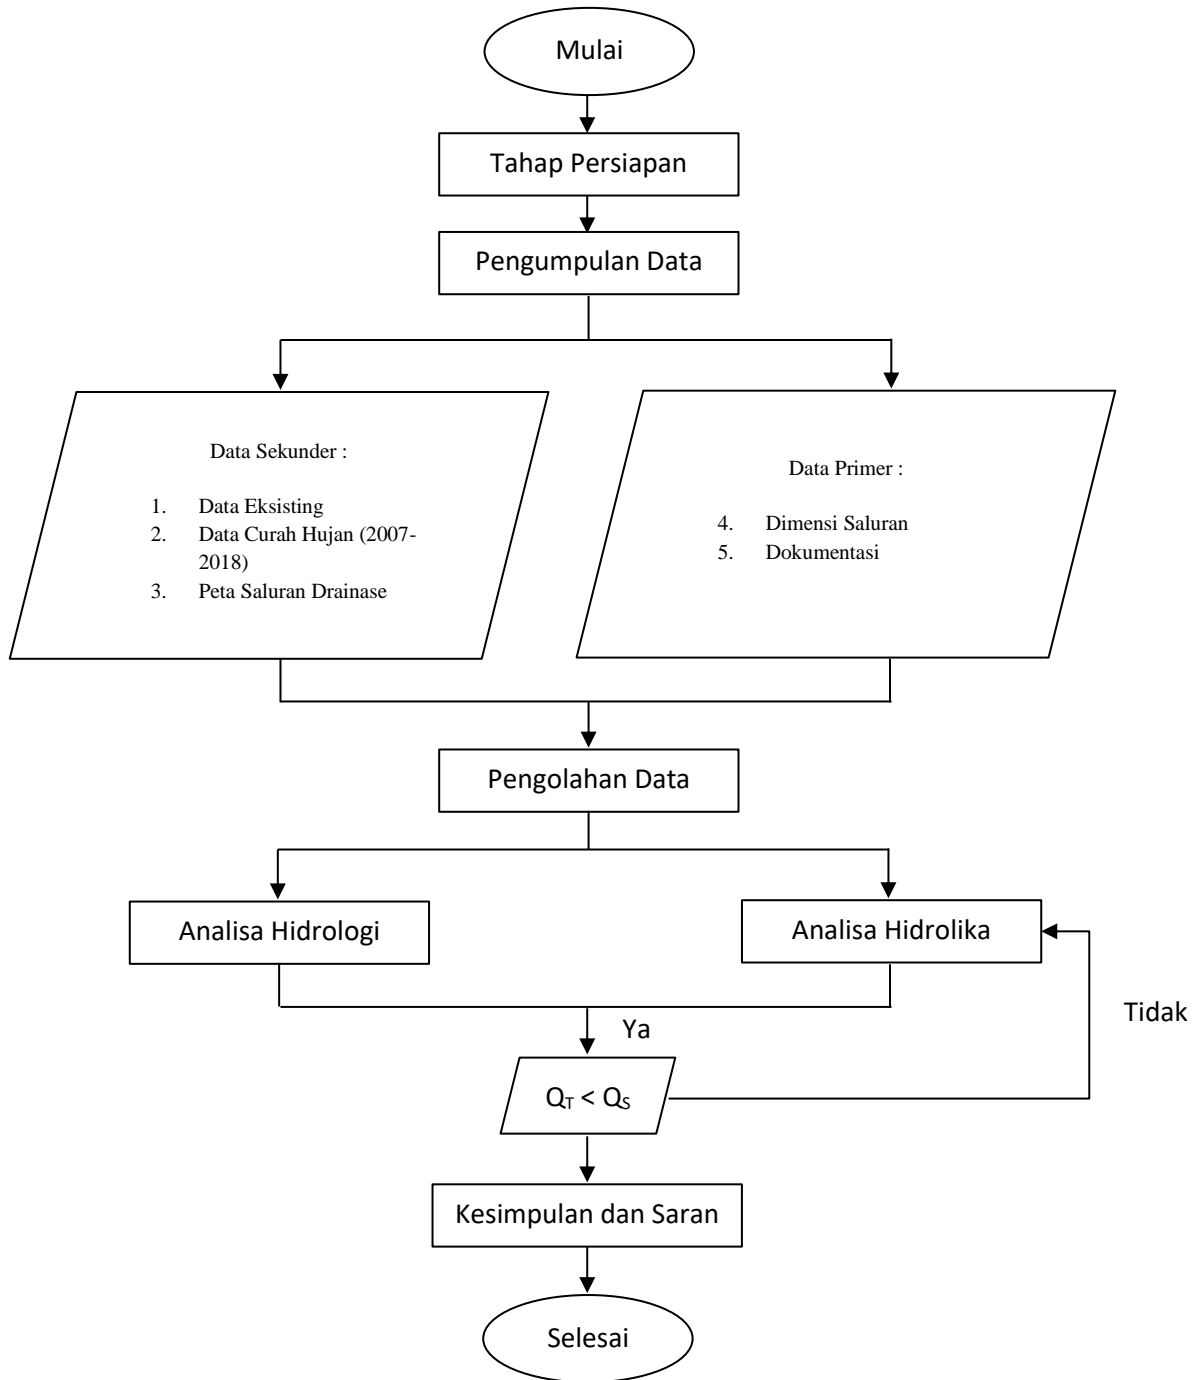 Mulai
Tahap Persiapan
Pengumpulan Data
Data Sekunder :
1. Data Eksisting
2. Data Curah Hujan (2007-
2018)
3. Peta Saluran Drainase
Data Primer :
4. Dimensi Saluran
5. Dokumentasi
Pengolahan Data
Analisa Hidrologi
Analisa Hidrolika
Tidak
Ya
Q_T < Q_S
Kesimpulan dan Saran
Selesai